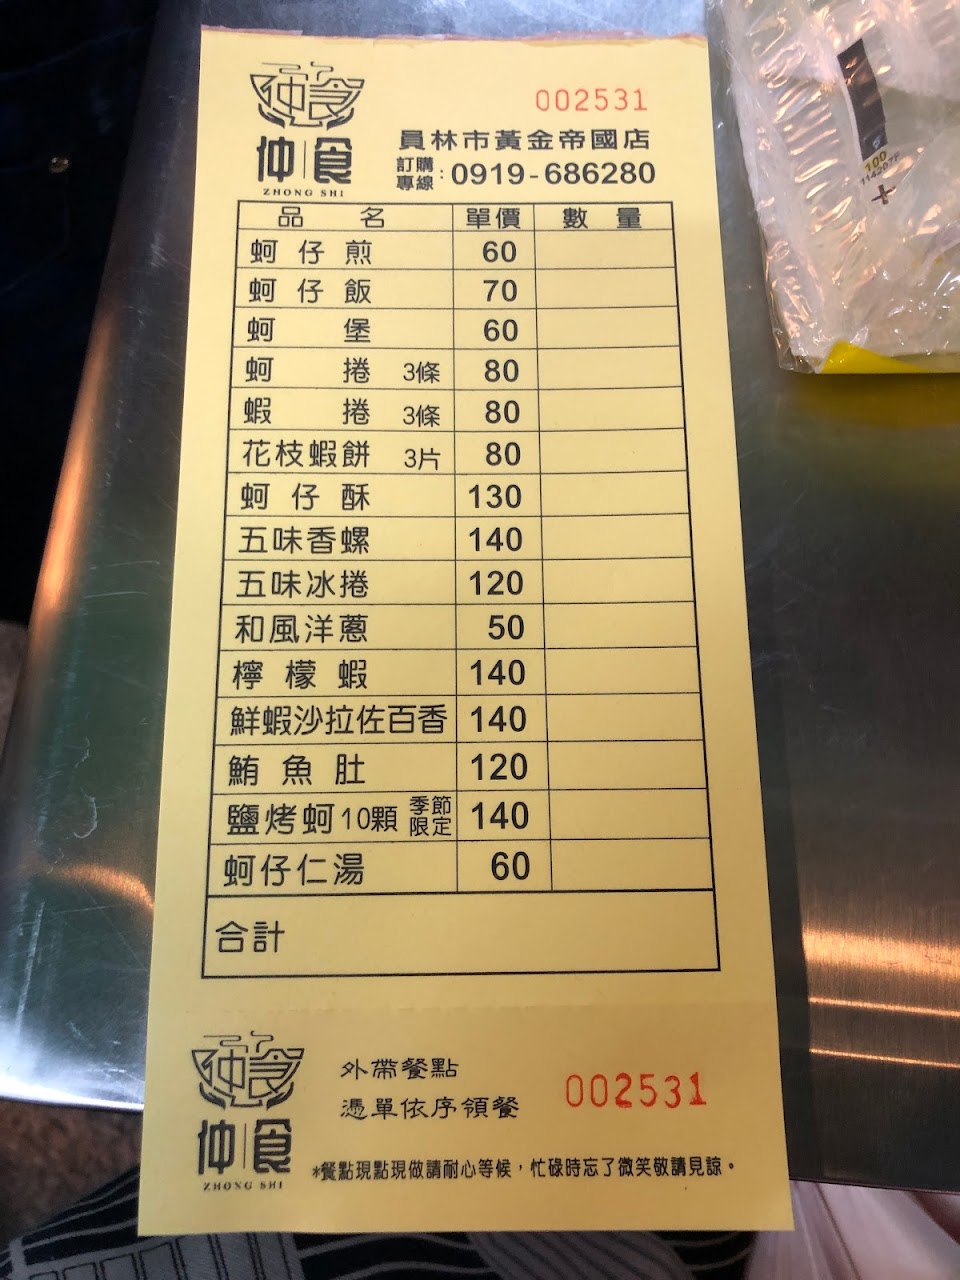 仲食
002531
仲食
ZHONG SHI
員林市黃金帝國店
訂購專線:0919-686280
品 名 單價 數 量
蚵仔煎 60
蚵仔飯 70
蚵堡 60
蚵捲 3條 80
蝦捲 3條 80
花枝蝦餅 3片 80
蚵仔酥 130
五味香螺 140
五味冰捲 120
和風洋蔥 50
檸檬蝦 140
鮮蝦沙拉佐百香 140
鮪魚肚 120
鹽烤蚵10顆 季節限定 140
蚵仔仁湯 60
合計
仲食
仲食
ZHONG SHI
外帶餐點
憑單依序領餐
002531
*餐點現點現做請耐心等候，忙碌時忘了微笑敬請見諒。
100